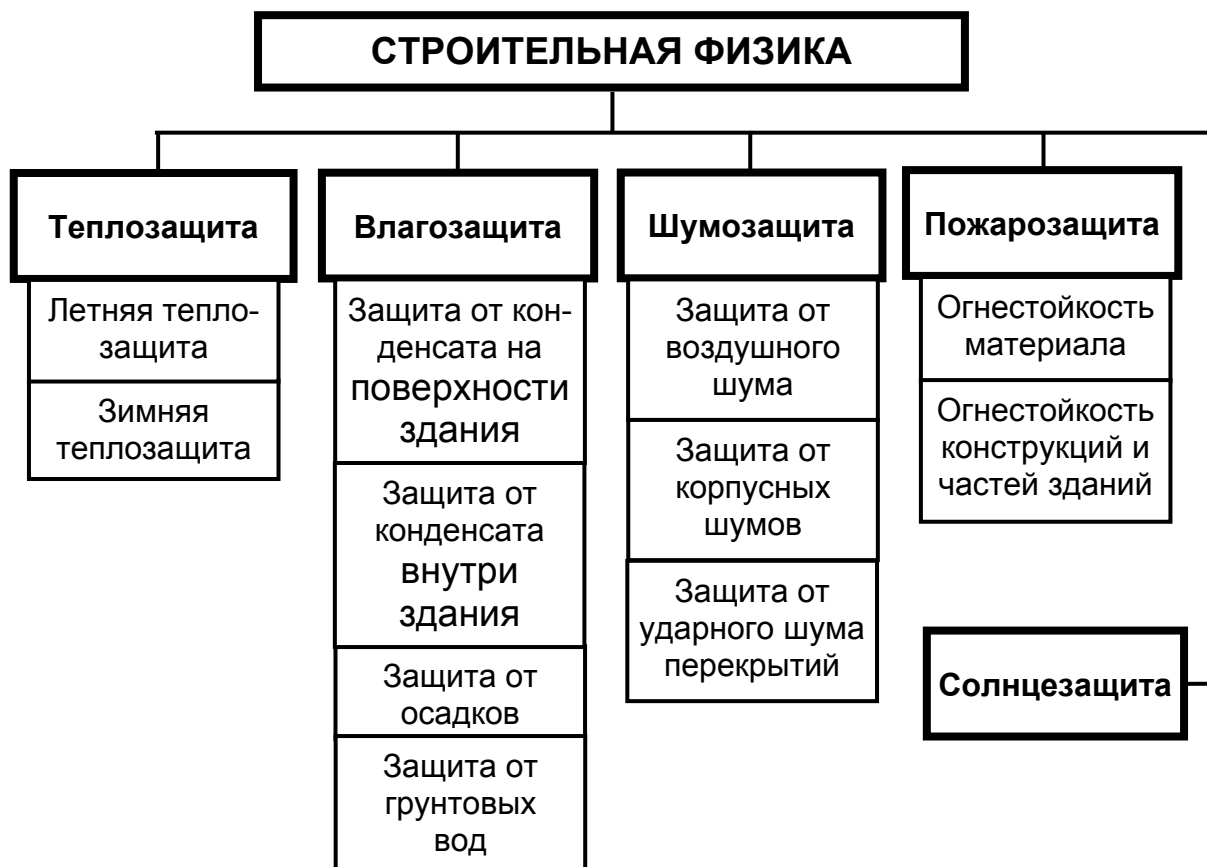 СТРОИТЕЛЬНАЯ ФИЗИКА
Теплозащита
Летняя тепло-
защита
Зимняя
теплозащита
Влагозащита
Защита от кон-
денсата на
поверхности
здания
Защита от
конденсата
внутри
здания
Защита от
осадков
Защита от
грунтовых
вод
Шумозащита
Защита от
воздушного
шума
Защита от
корпусных
шумов
Защита от
ударного шума
перекрытий
Пожарозащита
Огнестойкость
материала
Огнестойкость
конструкций и
частей зданий
Солнцезащита